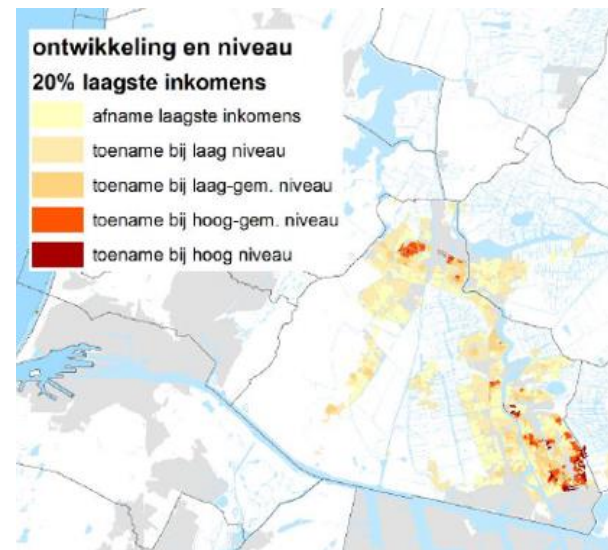 ontwikkeling en niveau
20% laagste inkomens
afname laagste inkomens
toename bij laag niveau
toename bij laag-gem. niveau
toename bij hoog-gem. niveau
toename bij hoog niveau